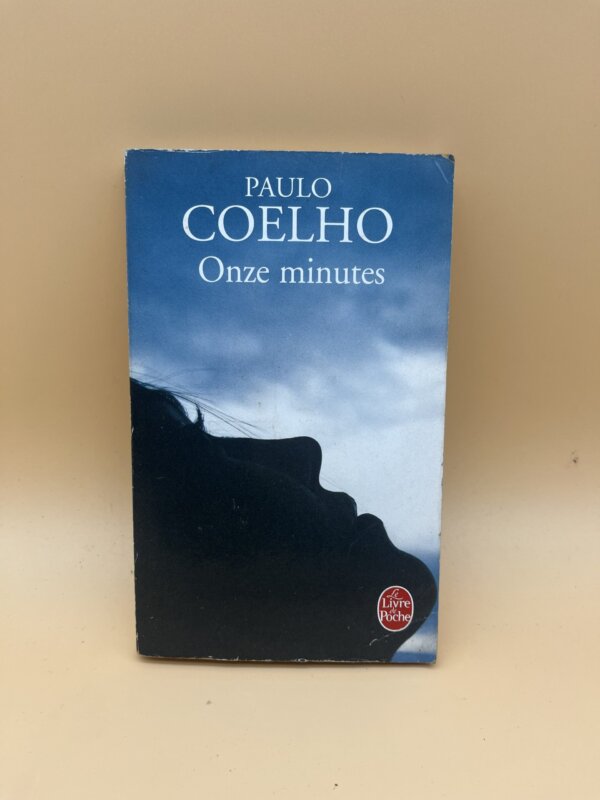 PAULO
COELHO
Onze minutes
Le
Livre
de
Poche